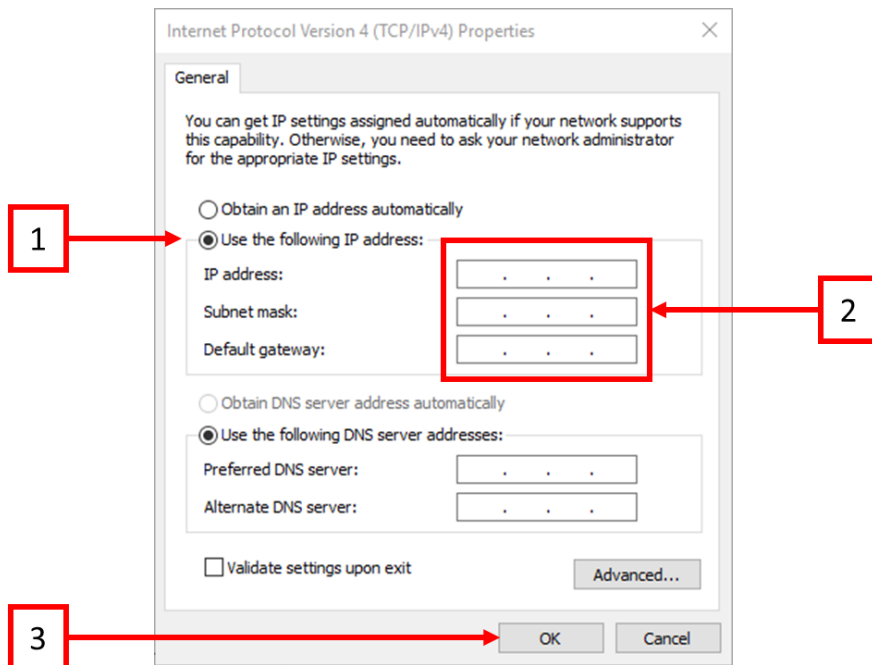 Internet Protocol Version 4 (TCP/IPv4) Properties
General
You can get IP settings assigned automatically if your network supports
this capability. Otherwise, you need to ask your network administrator
for the appropriate IP settings.
Obtain an IP address automatically
1
Use the following IP address:
IP address:
Subnet mask:
2
Default gateway:
Obtain DNS server address automatically
Use the following DNS server addresses:
Preferred DNS server:
Alternate DNS server:
Validate settings upon exit
Advanced...
3
OK Cancel